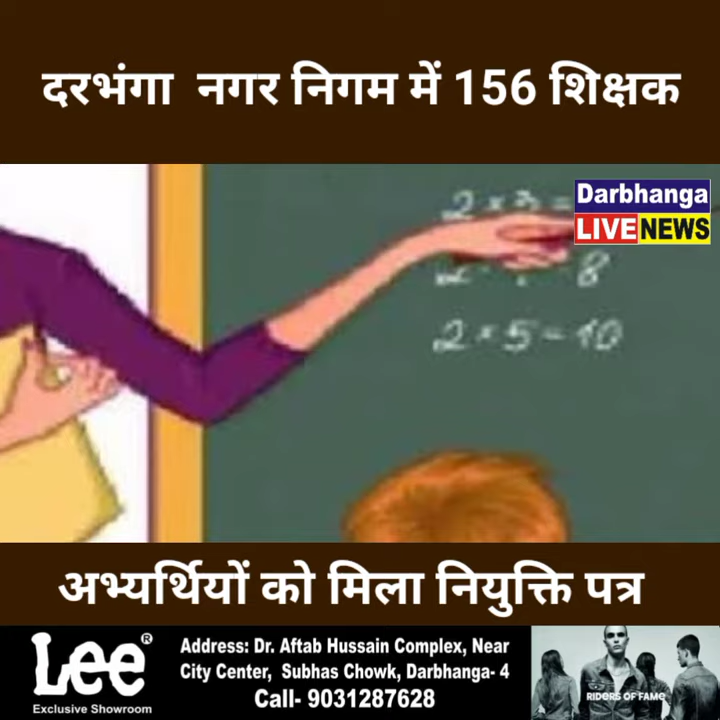 दरभंगा नगर निगम में 156 शिक्षक
Darbhanga
LIVE NEWS
8
2 × 5 = 10
अभ्यर्थियों को मिला नियुक्ति पत्र
Lee®
Exclusive Showroom
Address: Dr. Aftab Hussain Complex, Near
City Center, Subhas Chowk, Darbhanga- 4
Call- 9031287628
RIDERS OF FAME